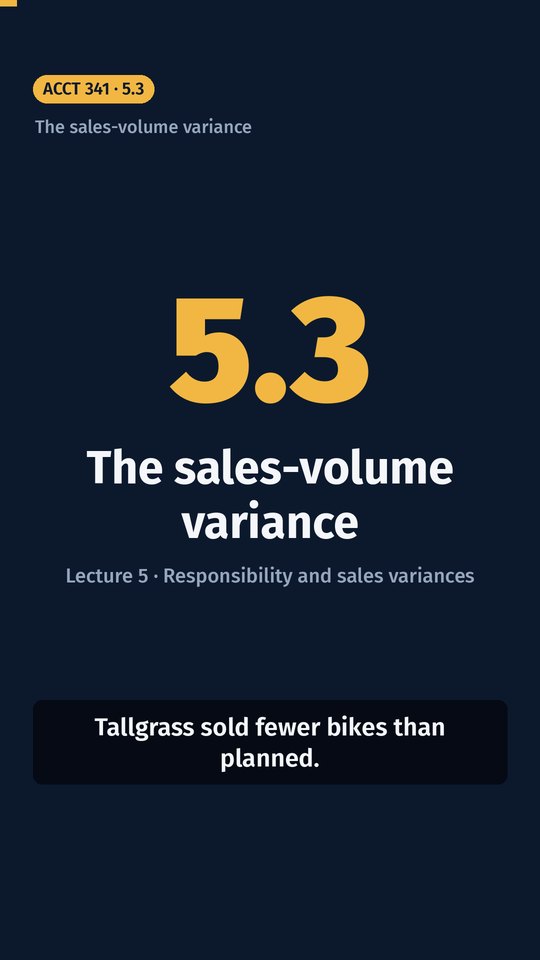 ACCT 341 · 5.3
The sales-volume variance
5.3
The sales-volume
variance
Lecture 5 · Responsibility and sales variances
Tallgrass sold fewer bikes than
planned.